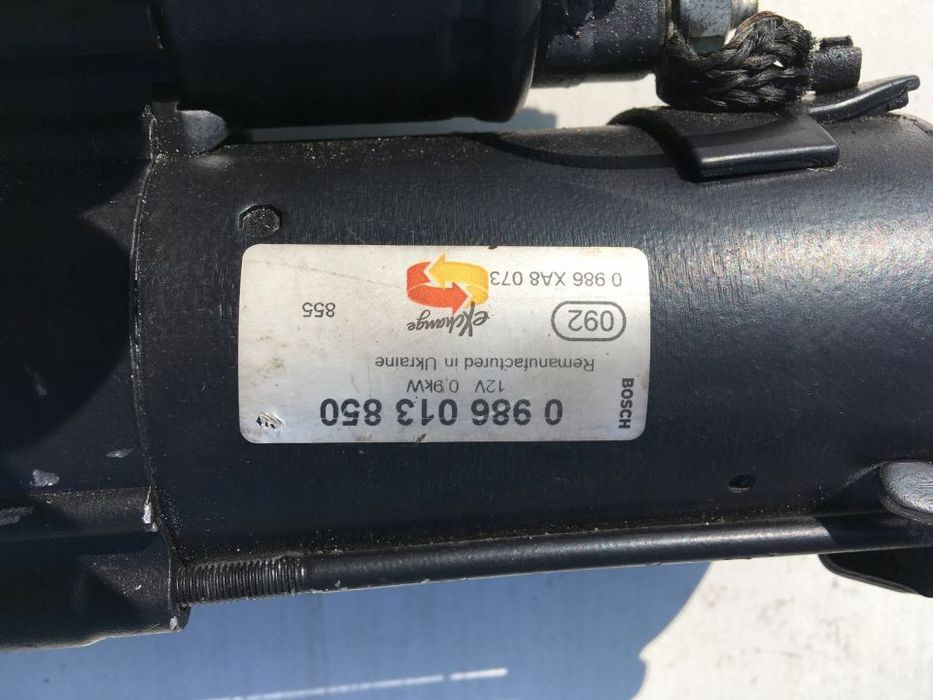 BOSCH
0 986 013 850
12V 0.9kW
Remanufactured in Ukraine
092
eXchange
855
0 986 XA8 073